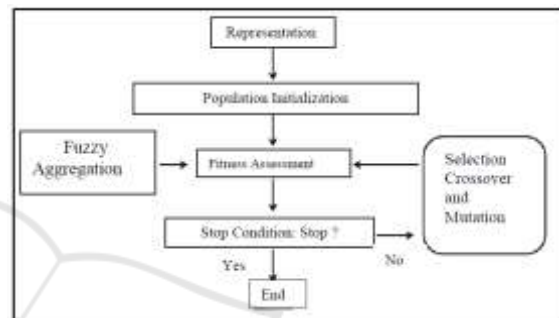 Representation
Population Initialization
Fuzzy
Aggregation
Fitness Assessment
Selection
Crossover
and
Mutation
Stop Condition: Stop ?
Yes
No
End